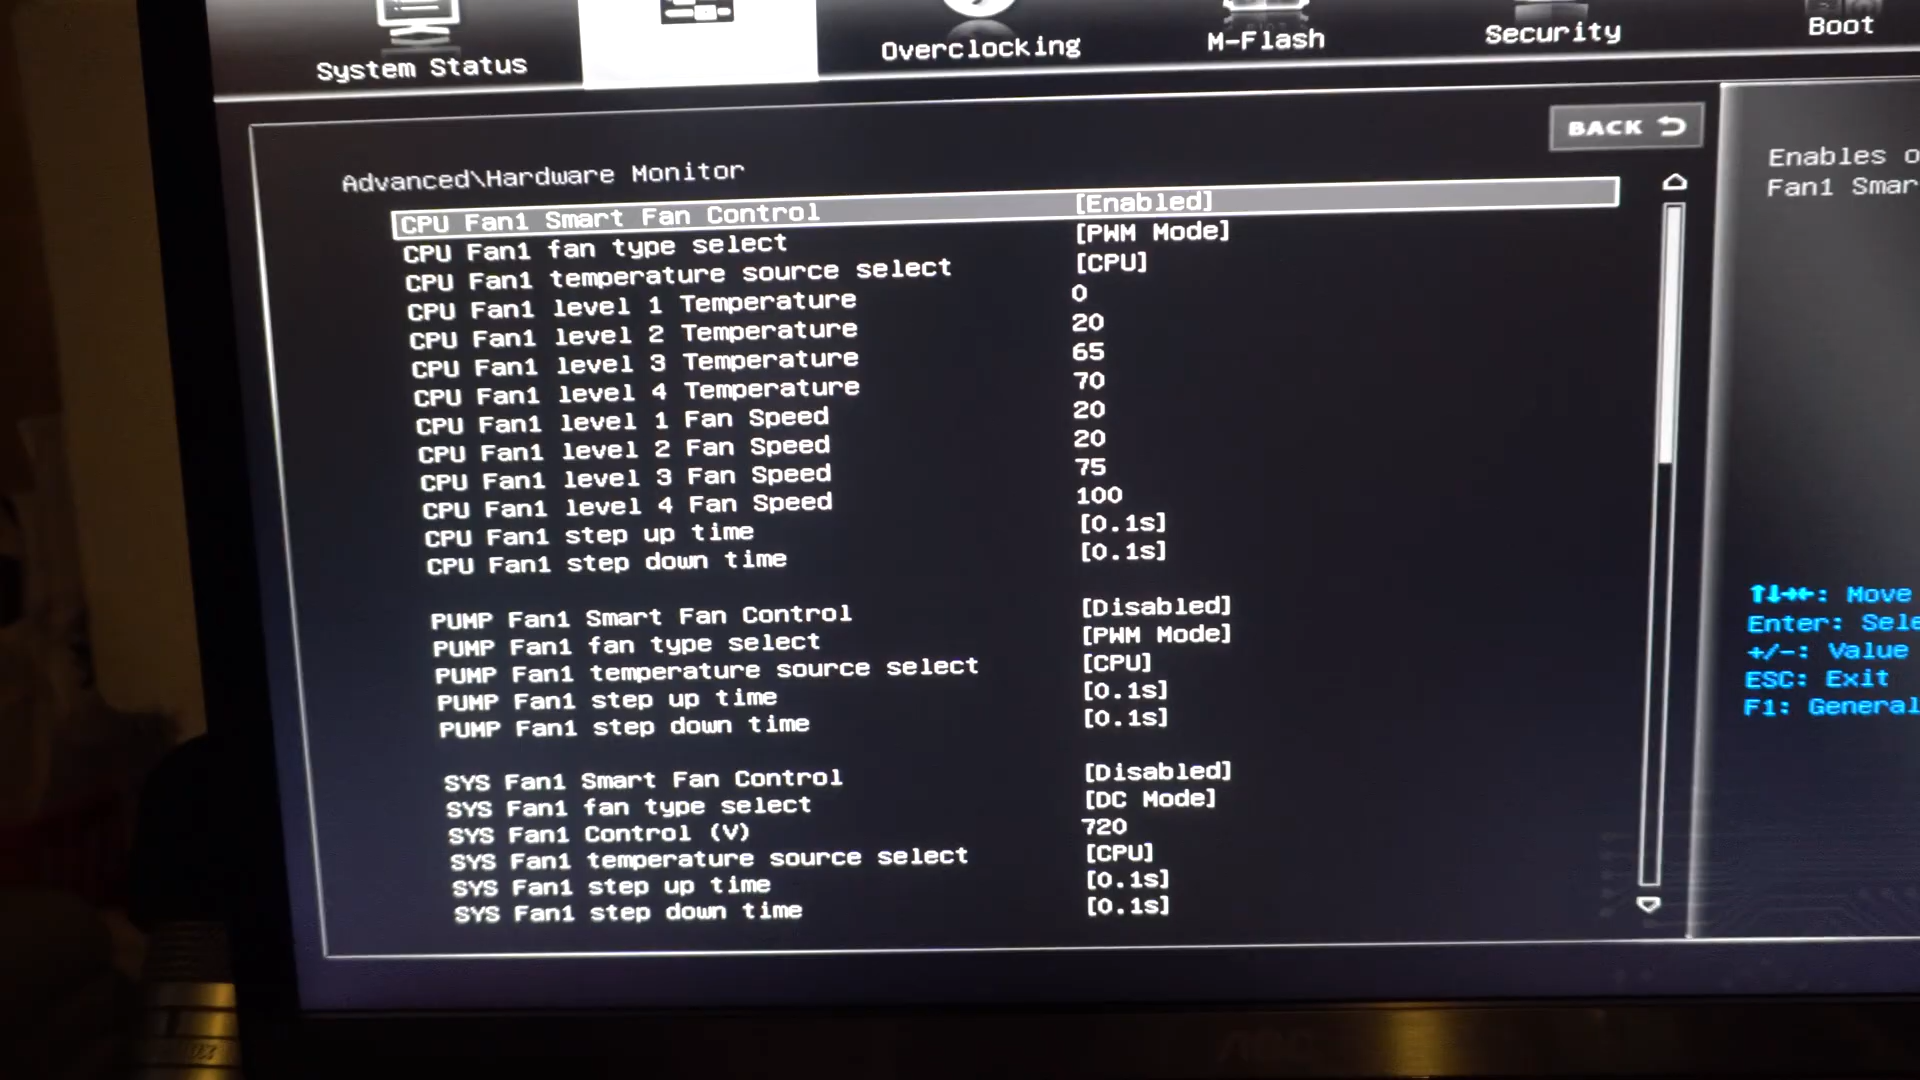 System Status
Overclocking
M-Flash
Security
Boot
BACK
Advanced\Hardware Monitor
CPU Fan1 Smart Fan Control [Enabled]
CPU Fan1 fan type select [PWM Mode]
CPU Fan1 temperature source select [CPU]
CPU Fan1 level 1 Temperature 0
CPU Fan1 level 2 Temperature 20
CPU Fan1 level 3 Temperature 65
CPU Fan1 level 4 Temperature 70
CPU Fan1 level 1 Fan Speed 20
CPU Fan1 level 2 Fan Speed 20
CPU Fan1 level 3 Fan Speed 75
CPU Fan1 level 4 Fan Speed 100
CPU Fan1 step up time [0.1s]
CPU Fan1 step down time [0.1s]
PUMP Fan1 Smart Fan Control [Disabled]
PUMP Fan1 fan type select [PWM Mode]
PUMP Fan1 temperature source select [CPU]
PUMP Fan1 step up time [0.1s]
PUMP Fan1 step down time [0.1s]
SYS Fan1 Smart Fan Control [Disabled]
SYS Fan1 fan type select [DC Mode]
SYS Fan1 Control (V) 720
SYS Fan1 temperature source select [CPU]
SYS Fan1 step up time [0.1s]
SYS Fan1 step down time [0.1s]
Enables o
Fan1 Smar
↑↓→←: Move
Enter: Sele
+/-: Value
ESC: Exit
F1: General